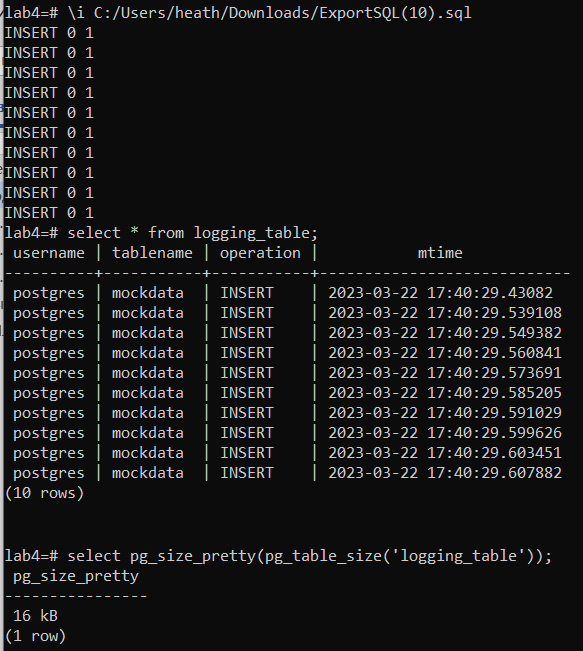 lab4=# \i C:/Users/heath/Downloads/ExportSQL(10).sql
INSERT 0 1
INSERT 0 1
INSERT 0 1
INSERT 0 1
INSERT 0 1
INSERT 0 1
INSERT 0 1
INSERT 0 1
INSERT 0 1
INSERT 0 1
lab4=# select * from logging_table;
 username | tablename | operation |           mtime
----------+-----------+-----------+----------------------------
 postgres | mockdata  | INSERT    | 2023-03-22 17:40:29.43082
 postgres | mockdata  | INSERT    | 2023-03-22 17:40:29.539108
 postgres | mockdata  | INSERT    | 2023-03-22 17:40:29.549382
 postgres | mockdata  | INSERT    | 2023-03-22 17:40:29.560841
 postgres | mockdata  | INSERT    | 2023-03-22 17:40:29.573691
 postgres | mockdata  | INSERT    | 2023-03-22 17:40:29.585205
 postgres | mockdata  | INSERT    | 2023-03-22 17:40:29.591029
 postgres | mockdata  | INSERT    | 2023-03-22 17:40:29.599626
 postgres | mockdata  | INSERT    | 2023-03-22 17:40:29.603451
 postgres | mockdata  | INSERT    | 2023-03-22 17:40:29.607882
(10 rows)
lab4=# select pg_size_pretty(pg_table_size('logging_table'));
 pg_size_pretty
----------------
 16 kB
(1 row)